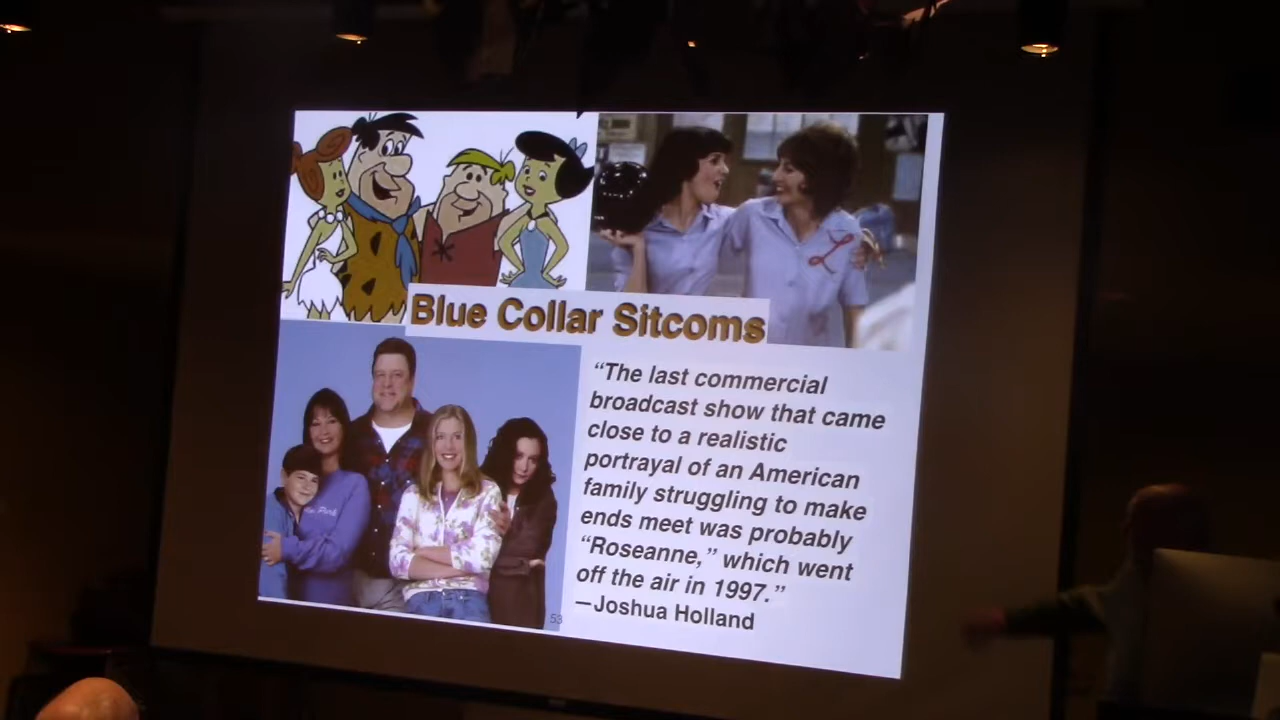 Blue Collar Sitcoms
“The last commercial
broadcast show that came
close to a realistic
portrayal of an American
family struggling to make
ends meet was probably
“Roseanne,” which went
off the air in 1997.”
—Joshua Holland
53